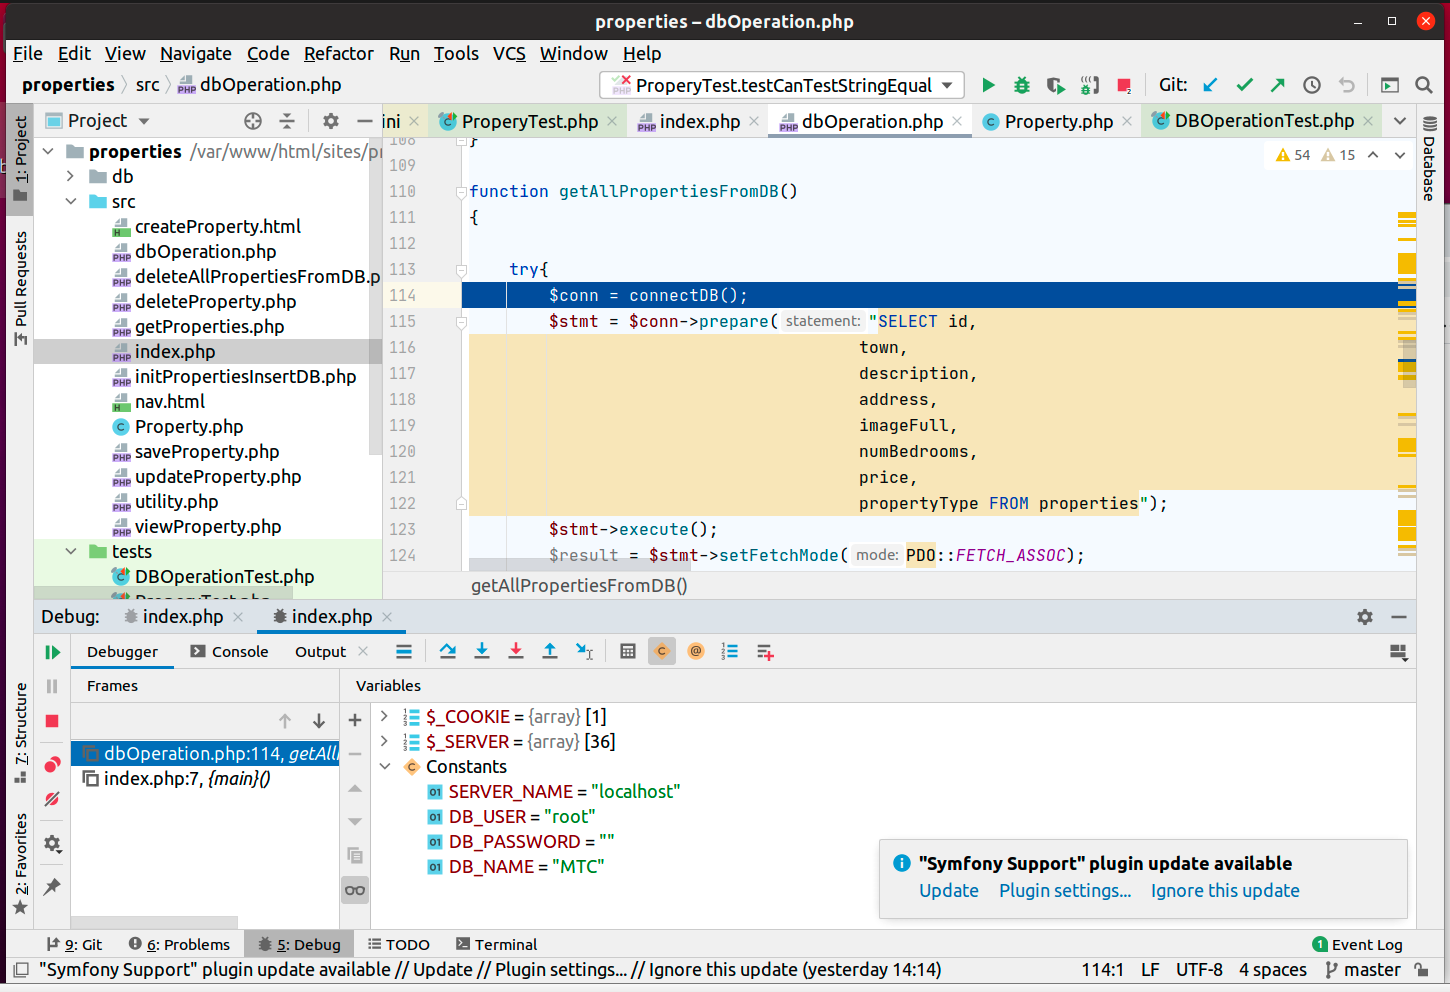 properties – dbOperation.php
File Edit View Navigate Code Refactor Run Tools VCS Window Help
properties src dbOperation.php ProperyTest.testCanTestStringEqual Git:
Project ini ProperyTest.php index.php dbOperation.php Property.php DBOperationTest.php
1: Project
Pull Requests
7: Structure
2: Favorites
Database
properties /var/www/html/sites/pr
db
src
createProperty.html
dbOperation.php
deleteAllPropertiesFromDB.p
deleteProperty.php
getProperties.php
index.php
initPropertiesInsertDB.php
nav.html
Property.php
saveProperty.php
updateProperty.php
utility.php
viewProperty.php
tests
DBOperationTest.php
ProperyTest.php
54 15
108 }
109
110 function getAllPropertiesFromDB()
111 {
112
113 try{
114 $conn = connectDB();
115 $stmt = $conn->prepare( statement: "SELECT id,
116 town,
117 description,
118 address,
119 imageFull,
120 numBedrooms,
121 price,
122 propertyType FROM properties");
123 $stmt->execute();
124 $result = $stmt->setFetchMode( mode: PDO::FETCH_ASSOC);
getAllPropertiesFromDB()
Debug: index.php index.php
Debugger Console Output
Frames Variables
dbOperation.php:114, getAll
index.php:7, {main}()
$_COOKIE = {array} [1]
$_SERVER = {array} [36]
Constants
SERVER_NAME = "localhost"
DB_USER = "root"
DB_PASSWORD = ""
DB_NAME = "MTC"
"Symfony Support" plugin update available
Update Plugin settings... Ignore this update
9: Git 6: Problems 5: Debug TODO Terminal 1 Event Log
"Symfony Support" plugin update available // Update // Plugin settings... // Ignore this update (yesterday 14:14) 114:1 LF UTF-8 4 spaces master